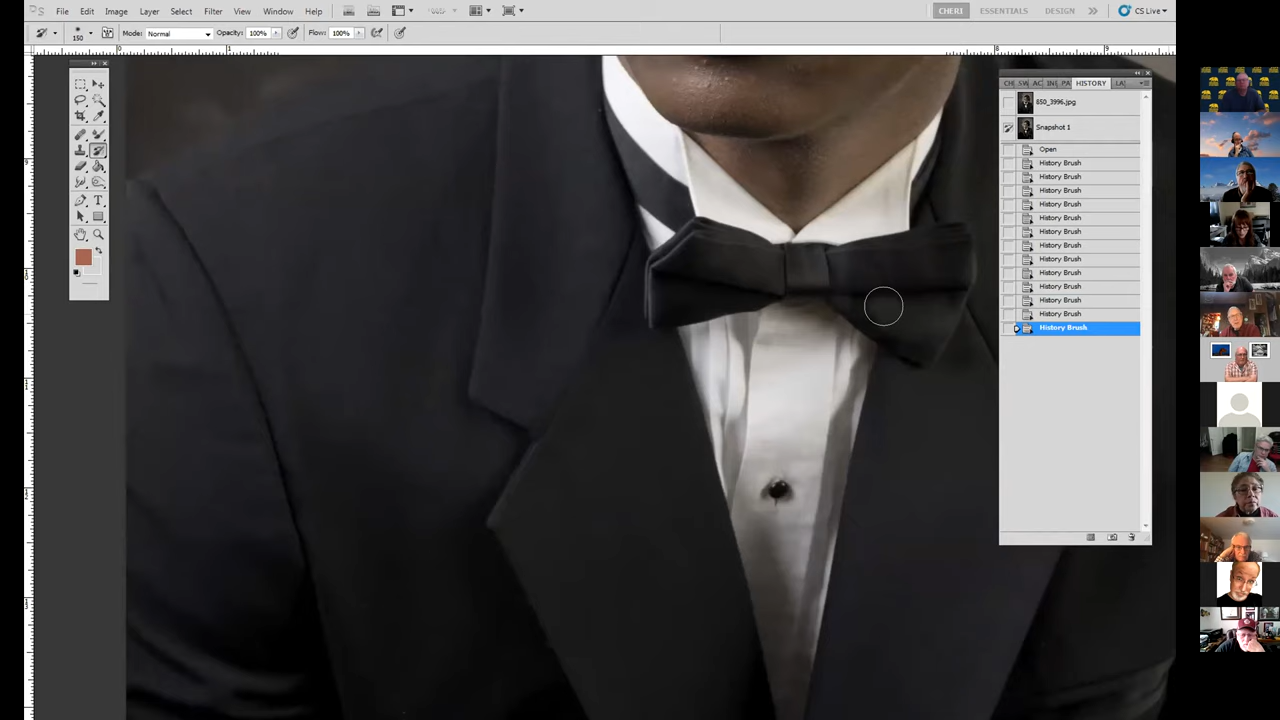 Ps File Edit Image Layer Select Filter View Window Help CHERI ESSENTIALS DESIGN CS Live
150 Mode: Normal Opacity: 100% Flow: 100%
HISTORY
850_3996.jpg
Snapshot 1
Open
History Brush
History Brush
History Brush
History Brush
History Brush
History Brush
History Brush
History Brush
History Brush
History Brush
History Brush
History Brush
History Brush